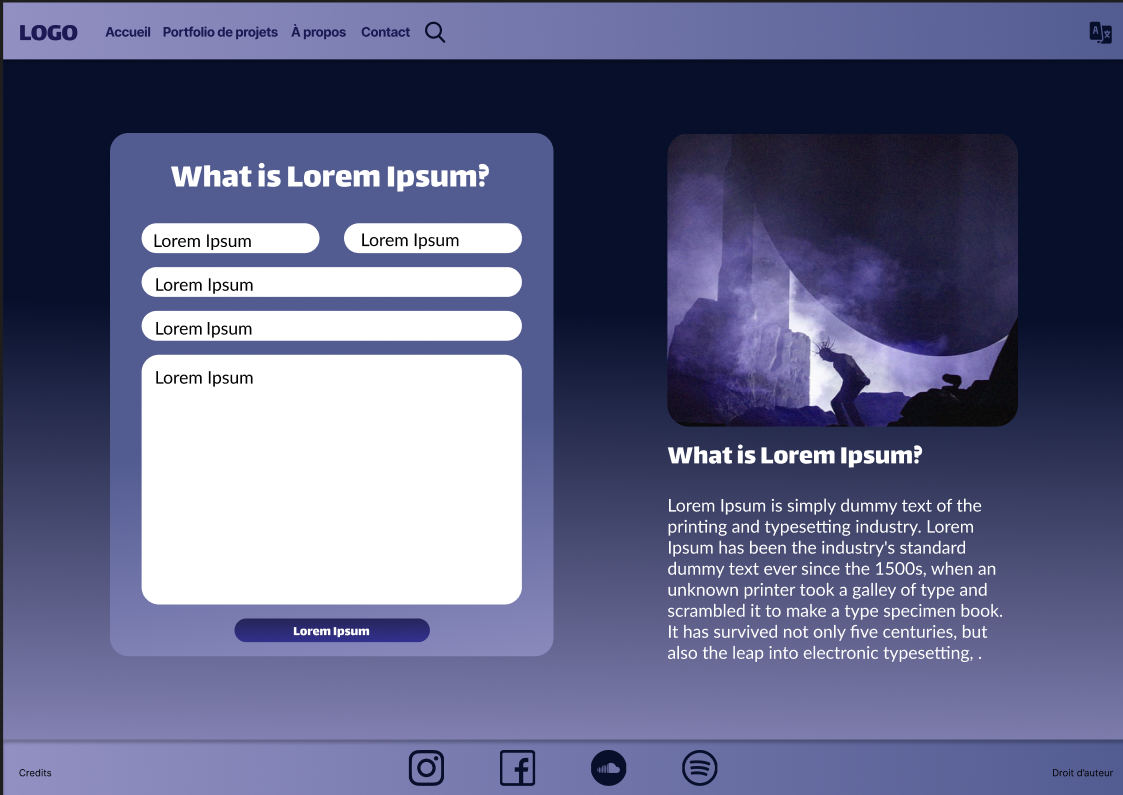 LOGO Accueil Portfolio de projets À propos Contact
What is Lorem Ipsum?
Lorem Ipsum Lorem Ipsum
Lorem Ipsum
Lorem Ipsum
Lorem Ipsum
Lorem Ipsum
What is Lorem Ipsum?
Lorem Ipsum is simply dummy text of the
printing and typesetting industry. Lorem
Ipsum has been the industry's standard
dummy text ever since the 1500s, when an
unknown printer took a galley of type and
scrambled it to make a type specimen book.
It has survived not only five centuries, but
also the leap into electronic typesetting, .
Credits Droit d'auteur